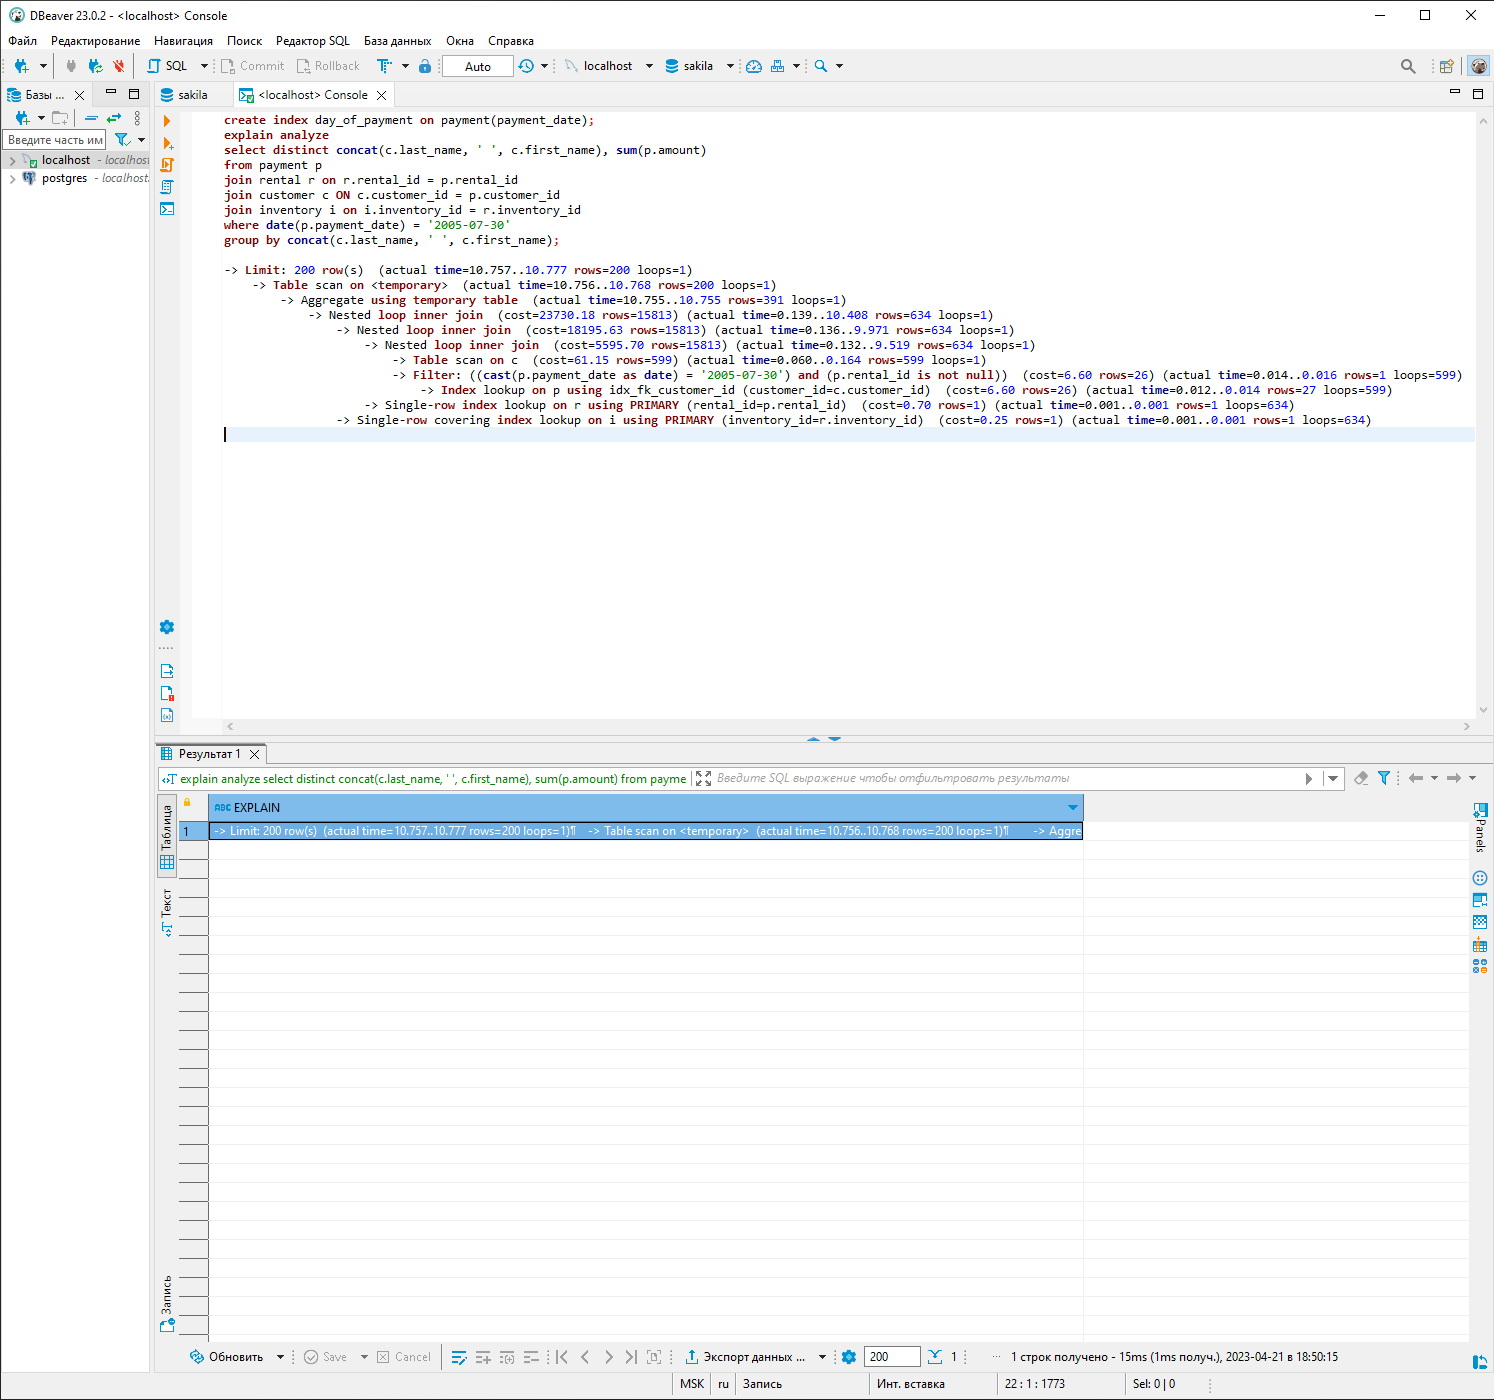 DBeaver 23.0.2 - <localhost> Console
Файл Редактирование Навигация Поиск Редактор SQL База данных Окна Справка
SQL Commit Rollback Auto localhost sakila
Базы ... sakila <localhost> Console
Введите часть им
localhost - localhost
postgres - localhost:
create index day_of_payment on payment(payment_date);
explain analyze
select distinct concat(c.last_name, ' ', c.first_name), sum(p.amount)
from payment p
join rental r on r.rental_id = p.rental_id
join customer c ON c.customer_id = p.customer_id
join inventory i on i.inventory_id = r.inventory_id
where date(p.payment_date) = '2005-07-30'
group by concat(c.last_name, ' ', c.first_name);
-> Limit: 200 row(s)  (actual time=10.757..10.777 rows=200 loops=1)
-> Table scan on <temporary>  (actual time=10.756..10.768 rows=200 loops=1)
-> Aggregate using temporary table  (actual time=10.755..10.755 rows=391 loops=1)
-> Nested loop inner join  (cost=23730.18 rows=15813) (actual time=0.139..10.408 rows=634 loops=1)
-> Nested loop inner join  (cost=18195.63 rows=15813) (actual time=0.136..9.971 rows=634 loops=1)
-> Nested loop inner join  (cost=5595.70 rows=15813) (actual time=0.132..9.519 rows=634 loops=1)
-> Table scan on c  (cost=61.15 rows=599) (actual time=0.060..0.164 rows=599 loops=1)
-> Filter: ((cast(p.payment_date as date) = '2005-07-30') and (p.rental_id is not null))  (cost=6.60 rows=26) (actual time=0.014..0.016 rows=1 loops=599)
-> Index lookup on p using idx_fk_customer_id (customer_id=c.customer_id)  (cost=6.60 rows=26) (actual time=0.012..0.014 rows=27 loops=599)
-> Single-row index lookup on r using PRIMARY (rental_id=p.rental_id)  (cost=0.70 rows=1) (actual time=0.001..0.001 rows=1 loops=634)
-> Single-row covering index lookup on i using PRIMARY (inventory_id=r.inventory_id)  (cost=0.25 rows=1) (actual time=0.001..0.001 rows=1 loops=634)
Результат 1
explain analyze select distinct concat(c.last_name, ' ', c.first_name), sum(p.amount) from payme
Введите SQL выражение чтобы отфильтровать результаты
Таблица
Текст
Запись
ABC EXPLAIN
1 -> Limit: 200 row(s)  (actual time=10.757..10.777 rows=200 loops=1)¶    -> Table scan on <temporary>  (actual time=10.756..10.768 rows=200 loops=1)¶        -> Aggre
Panels
Обновить Save Cancel Экспорт данных ... 200 1 ... 1 строк получено - 15ms (1ms получ.), 2023-04-21 в 18:50:15
MSK ru Запись Инт. вставка 22 : 1 : 1773 Sel: 0 | 0